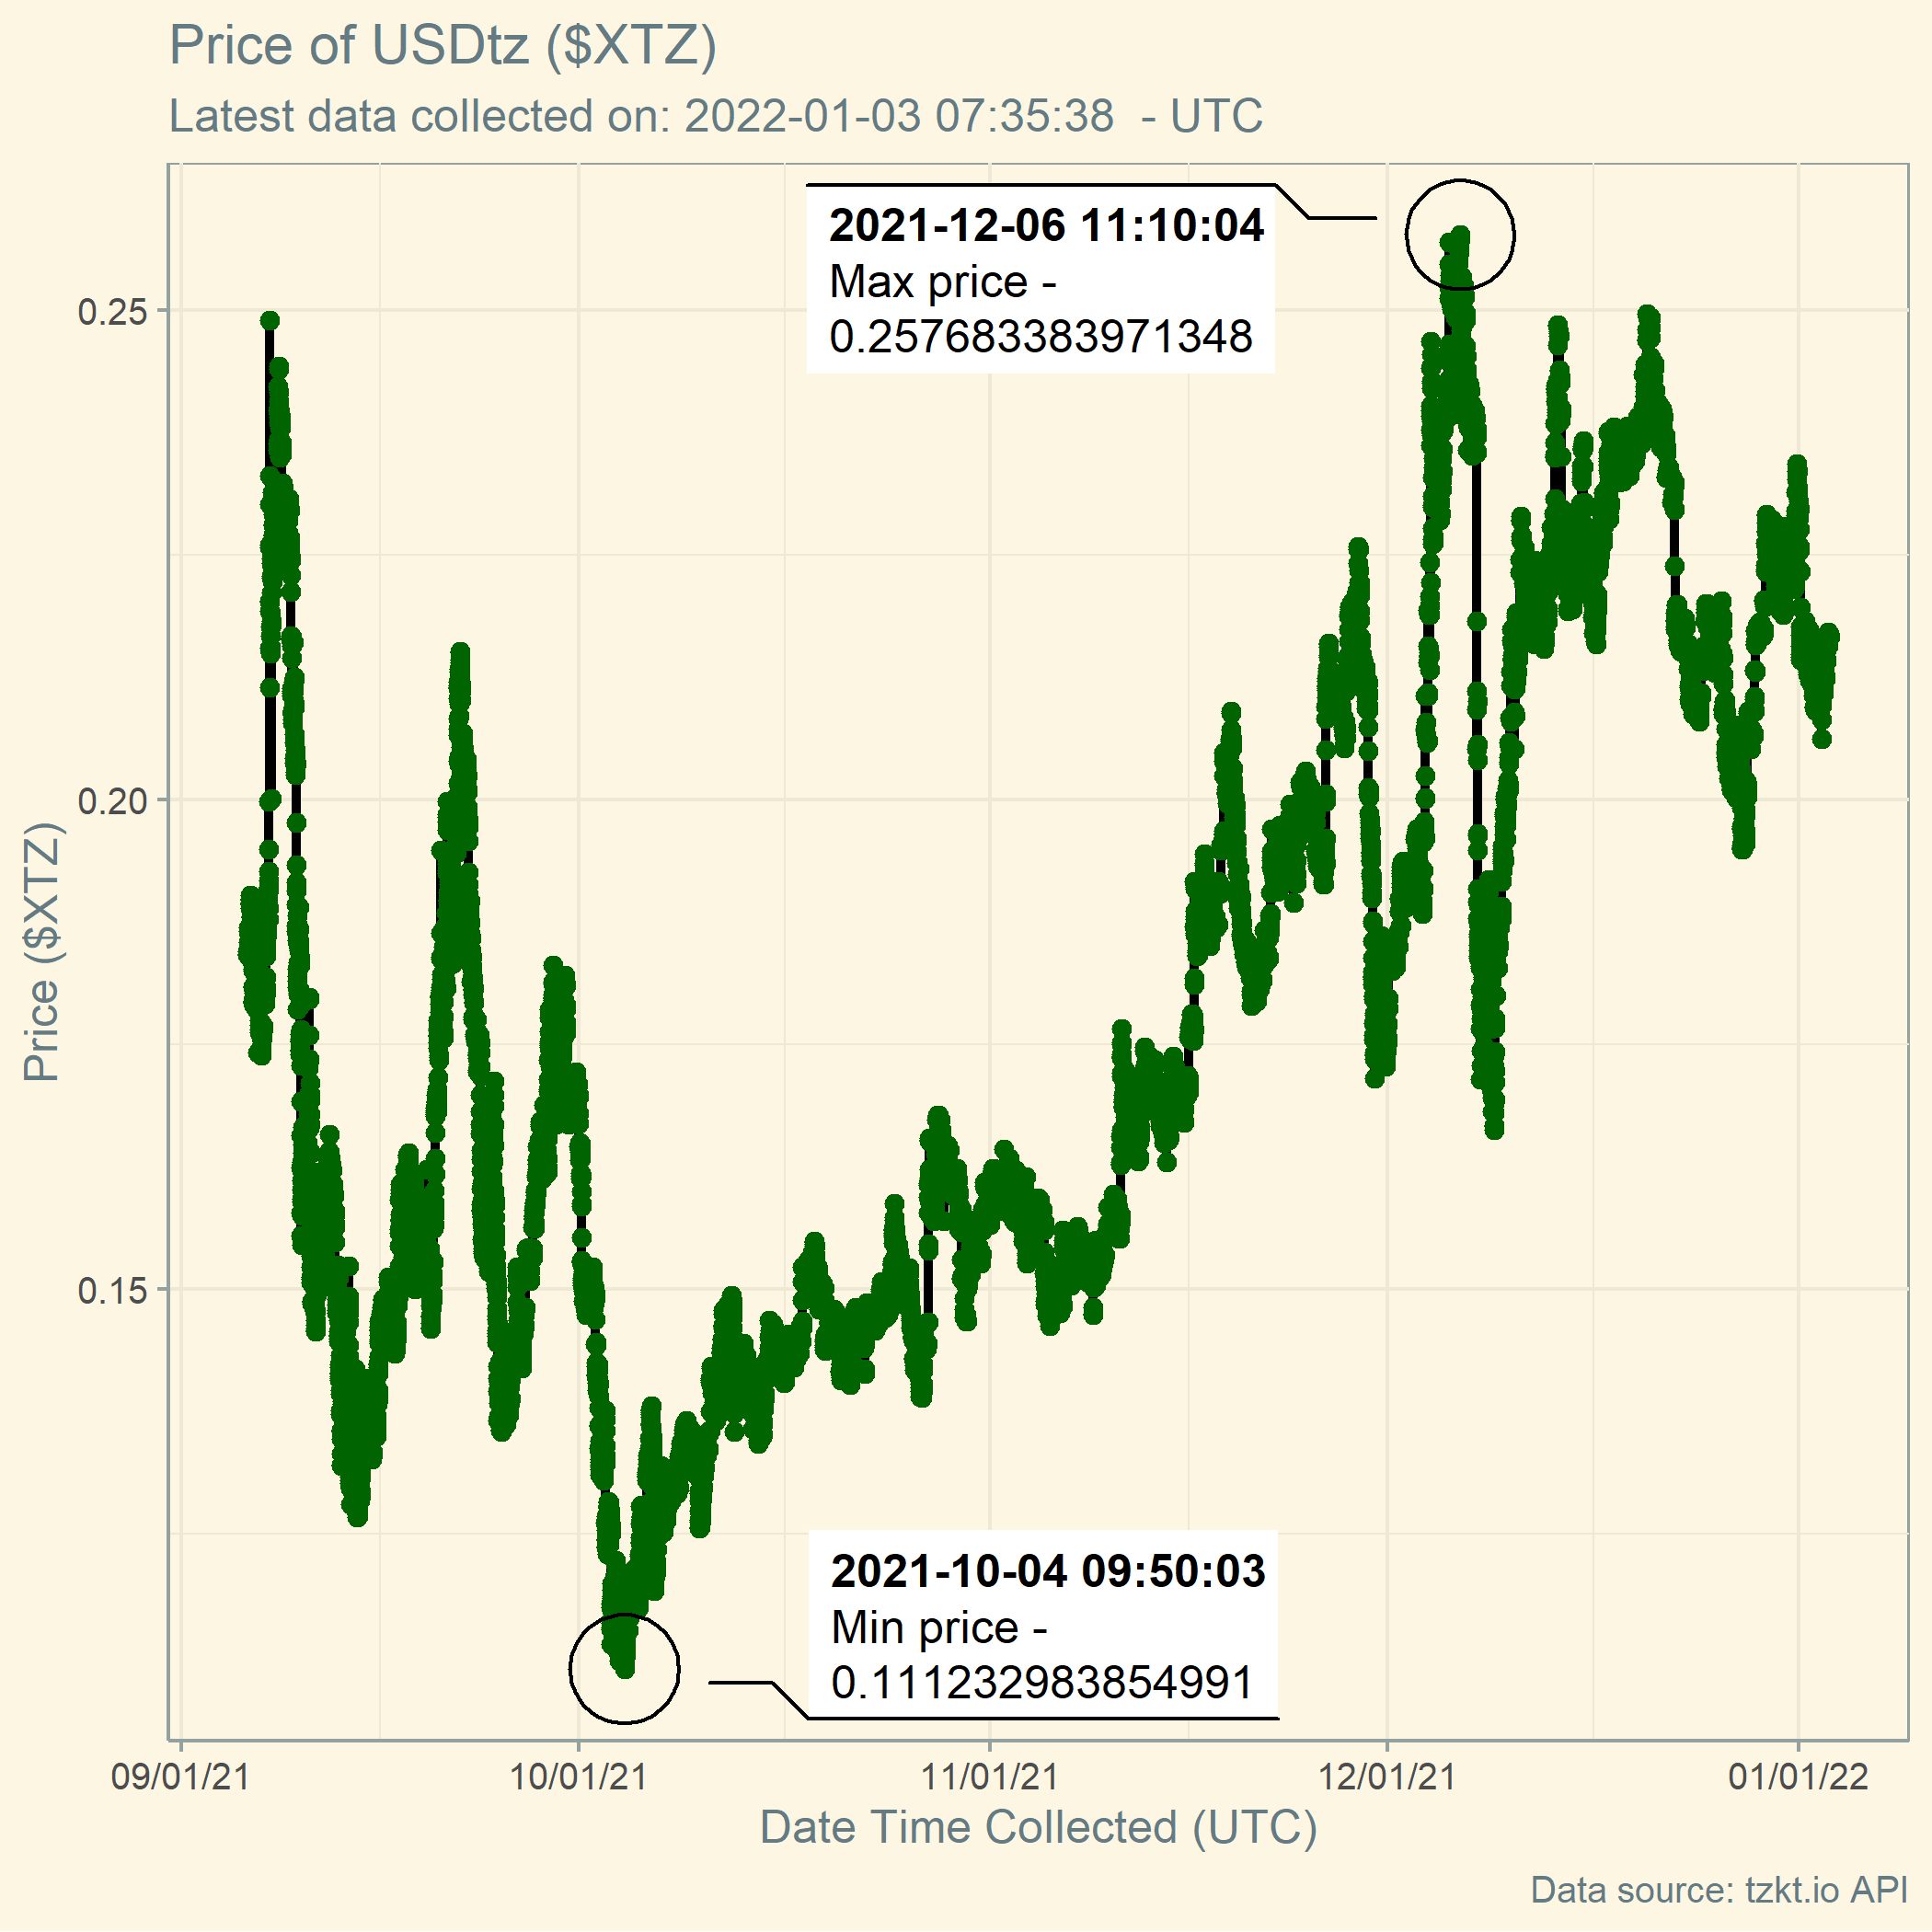 Price of USDtz ($XTZ)
Latest data collected on: 2022-01-03 07:35:38  - UTC
2021-12-06 11:10:04
Max price -
0.257683383971348
0.25
0.20
0.15
Price ($XTZ)
2021-10-04 09:50:03
Min price -
0.111232983854991
09/01/21
10/01/21
11/01/21
12/01/21
01/01/22
Date Time Collected (UTC)
Data source: tzkt.io API